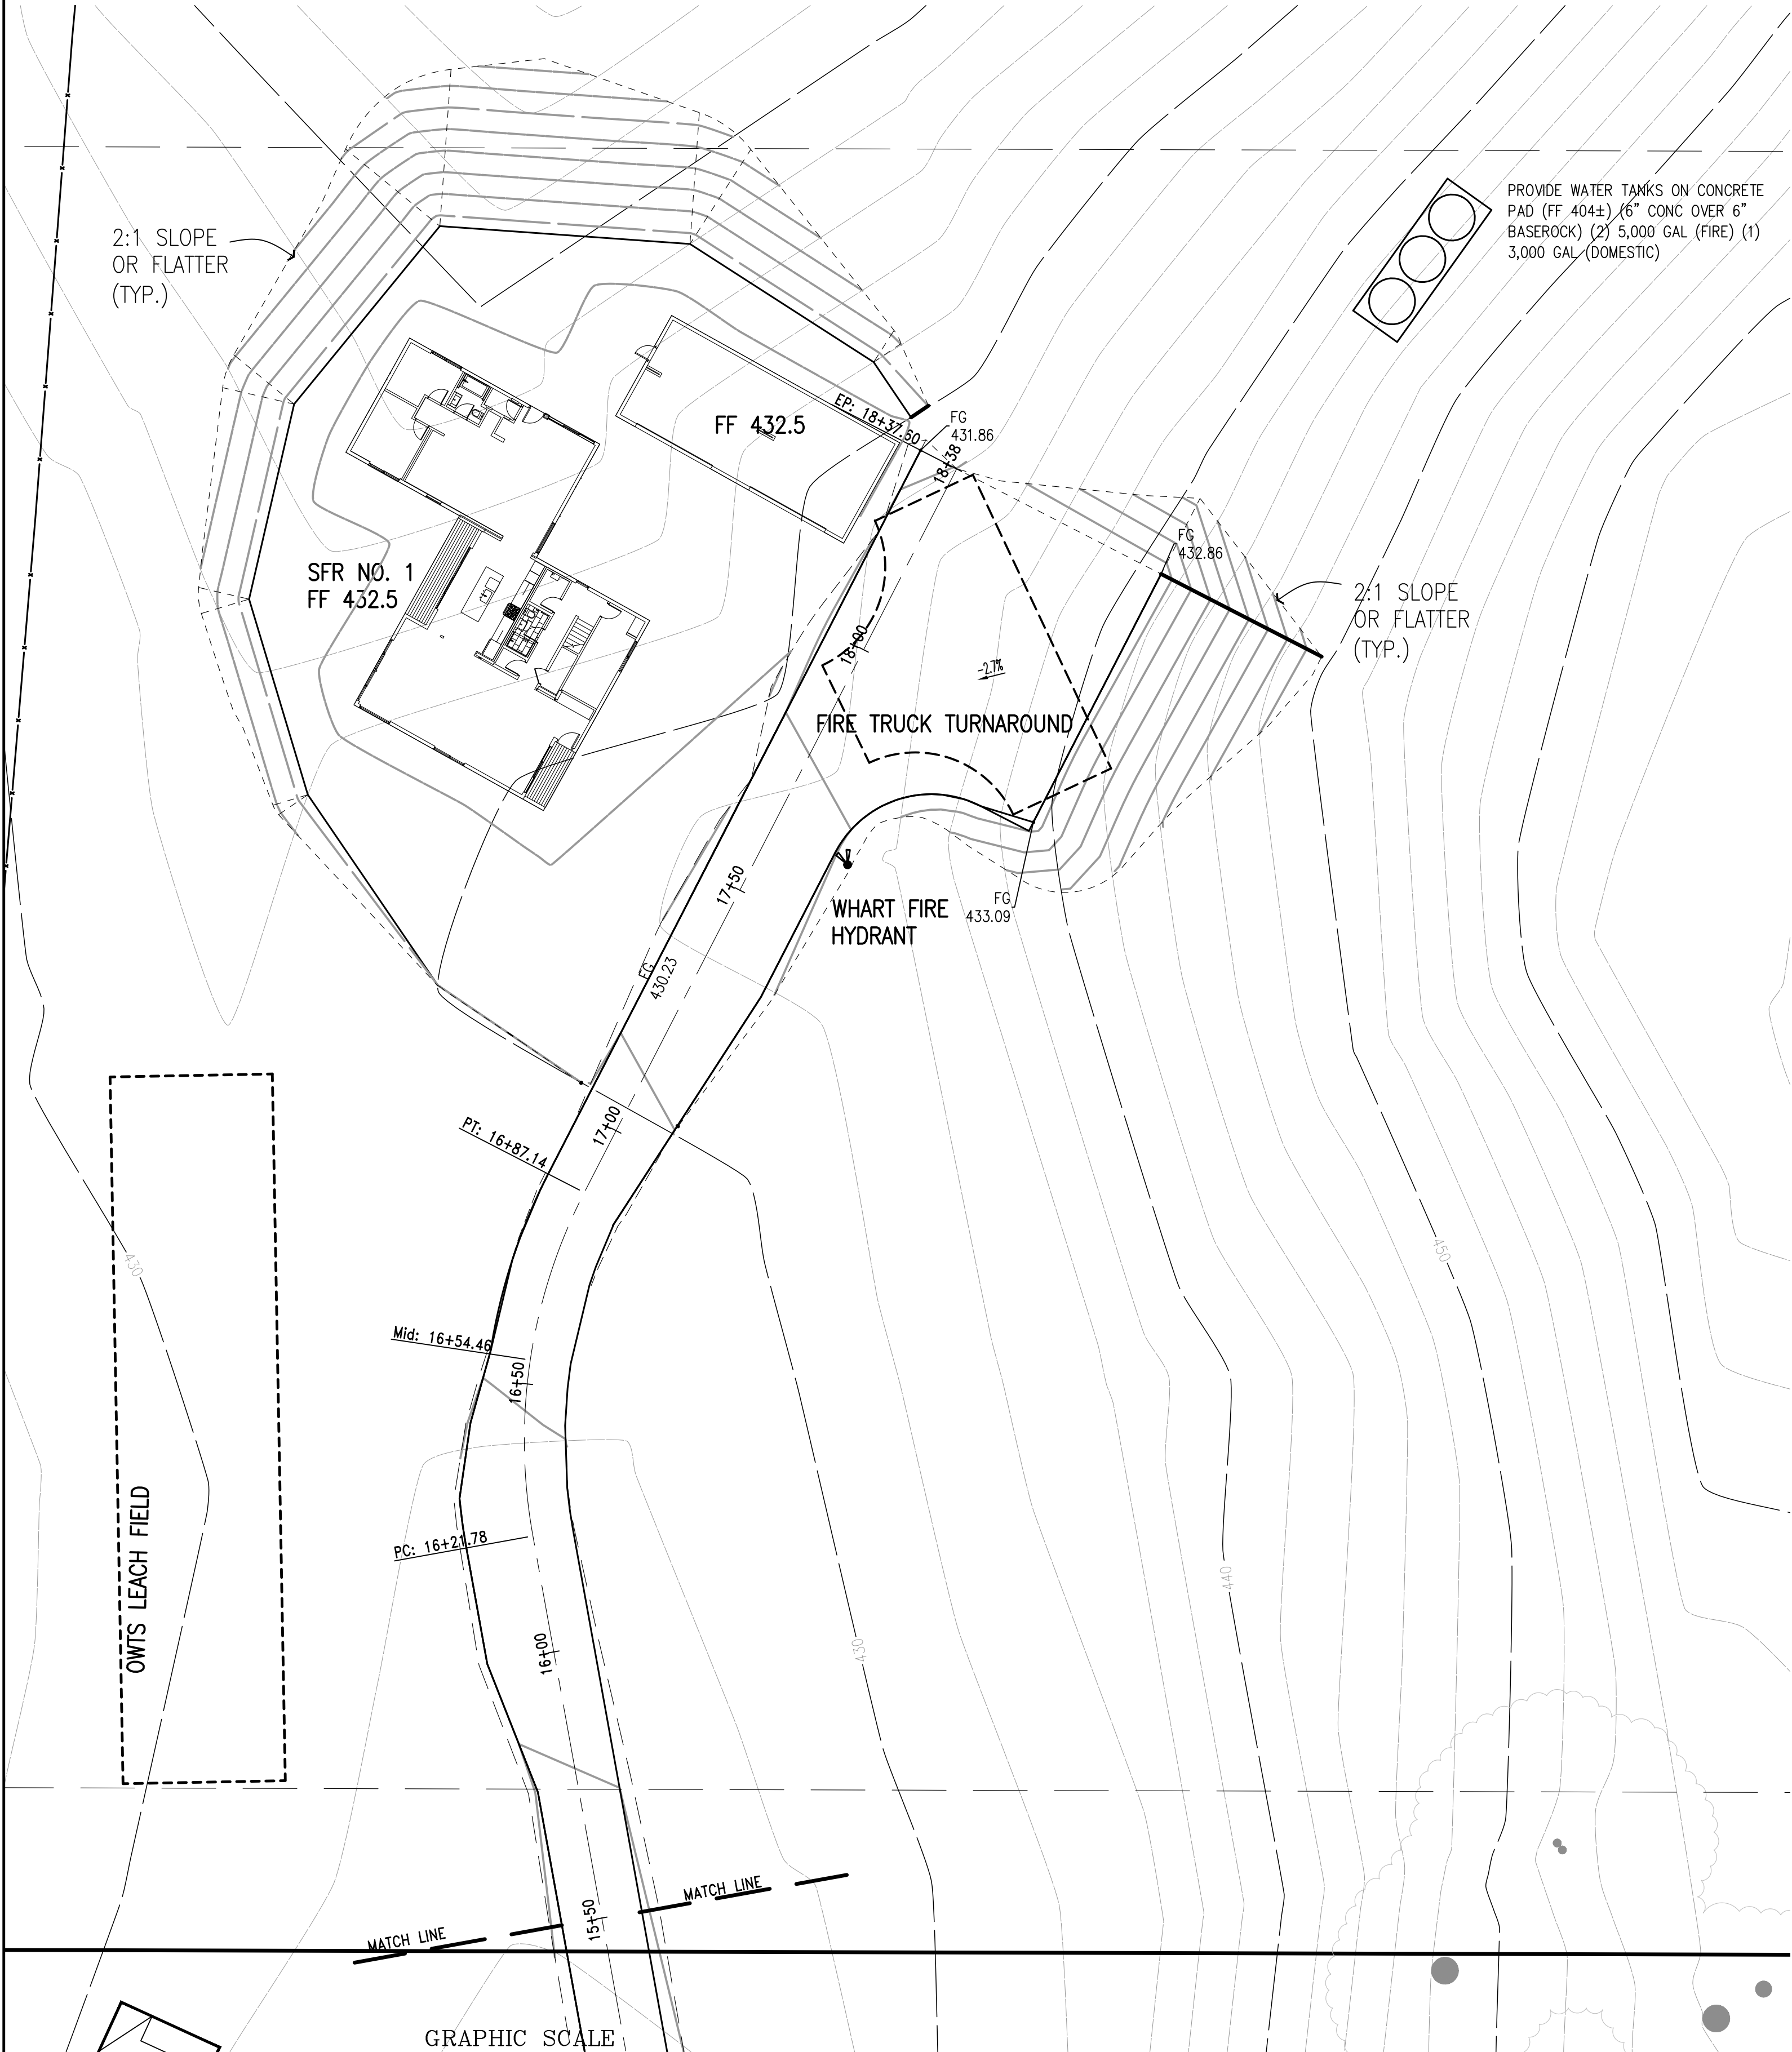 PROVIDE WATER TANKS ON CONCRETE
PAD (FF 404±) (6" CONC OVER 6"
BASEROCK) (2) 5,000 GAL (FIRE) (1)
3,000 GAL (DOMESTIC)
2:1 SLOPE
OR FLATTER
(TYP.)
FF 432.5
EP: 18+37.60
FG
431.86
18+38
FG
432.86
SFR NO. 1
FF 432.5
2:1 SLOPE
OR FLATTER
(TYP.)
18+00
-2.7%
FIRE TRUCK TURNAROUND
17+50
WHART FIRE
HYDRANT
FG
433.09
FG
430.23
17+00
PT: 16+87.14
430
450
Mid: 16+54.46
16+50
PC: 16+21.78
OWTS LEACH FIELD
440
16+00
430
MATCH LINE
15+50
MATCH LINE
GRAPHIC SCALE